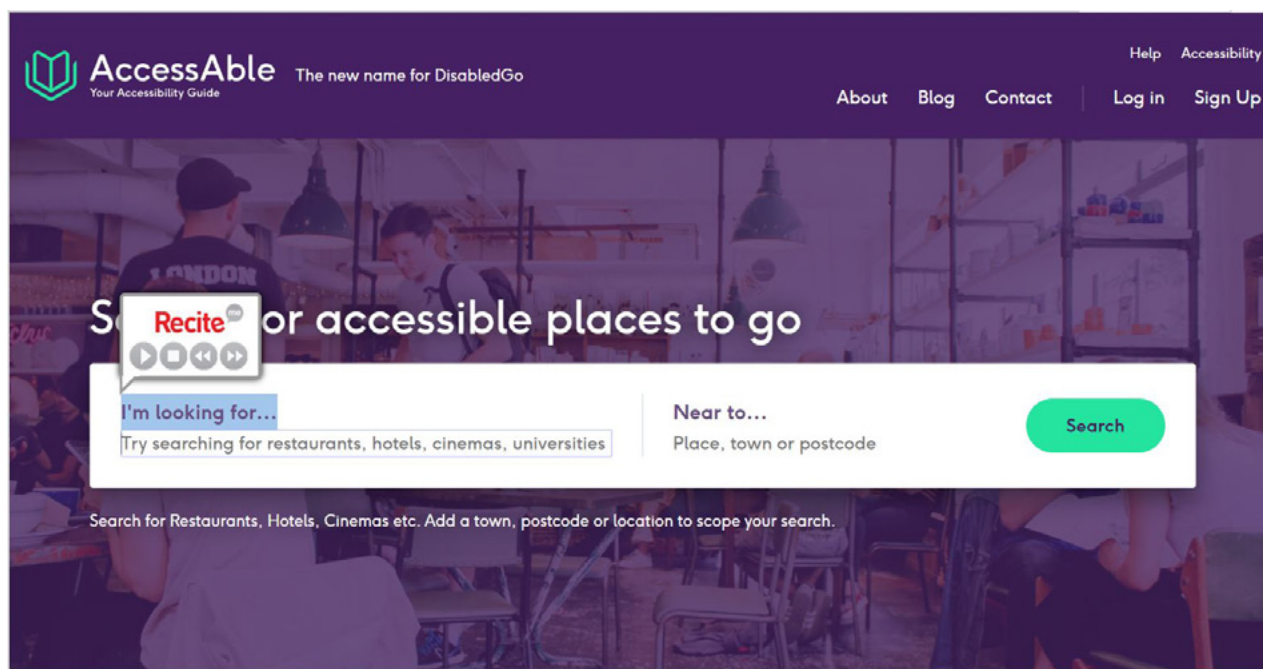 Help Accessibility
AccessAble The new name for DisabledGo
Your Accessibility Guide
About Blog Contact Log in Sign Up
LONDON
Recite me
or accessible places to go
I'm looking for...
Try searching for restaurants, hotels, cinemas, universities
Near to...
Place, town or postcode
Search
Search for Restaurants, Hotels, Cinemas etc. Add a town, postcode or location to scope your search.